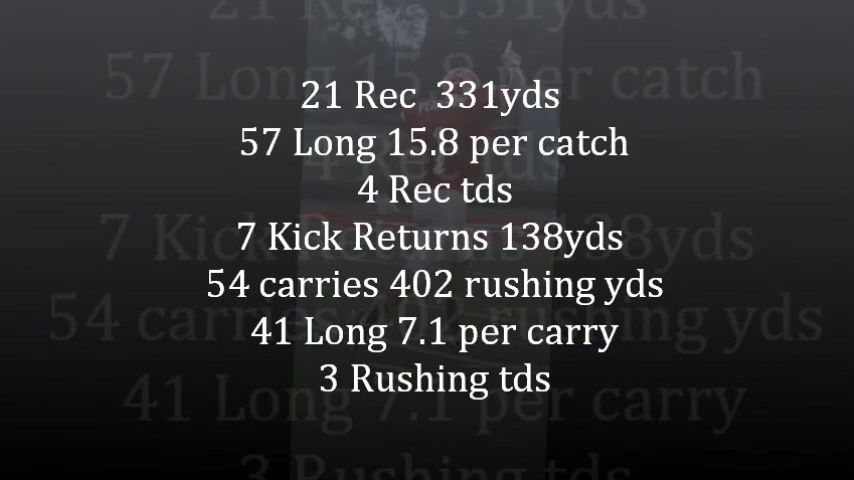 21 Rec 331yds
57 Long 15.8 per catch
4 Rec tds
7 Kick Returns 138yds
54 carries 402 rushing yds
41 Long 7.1 per carry
3 Rushing tds